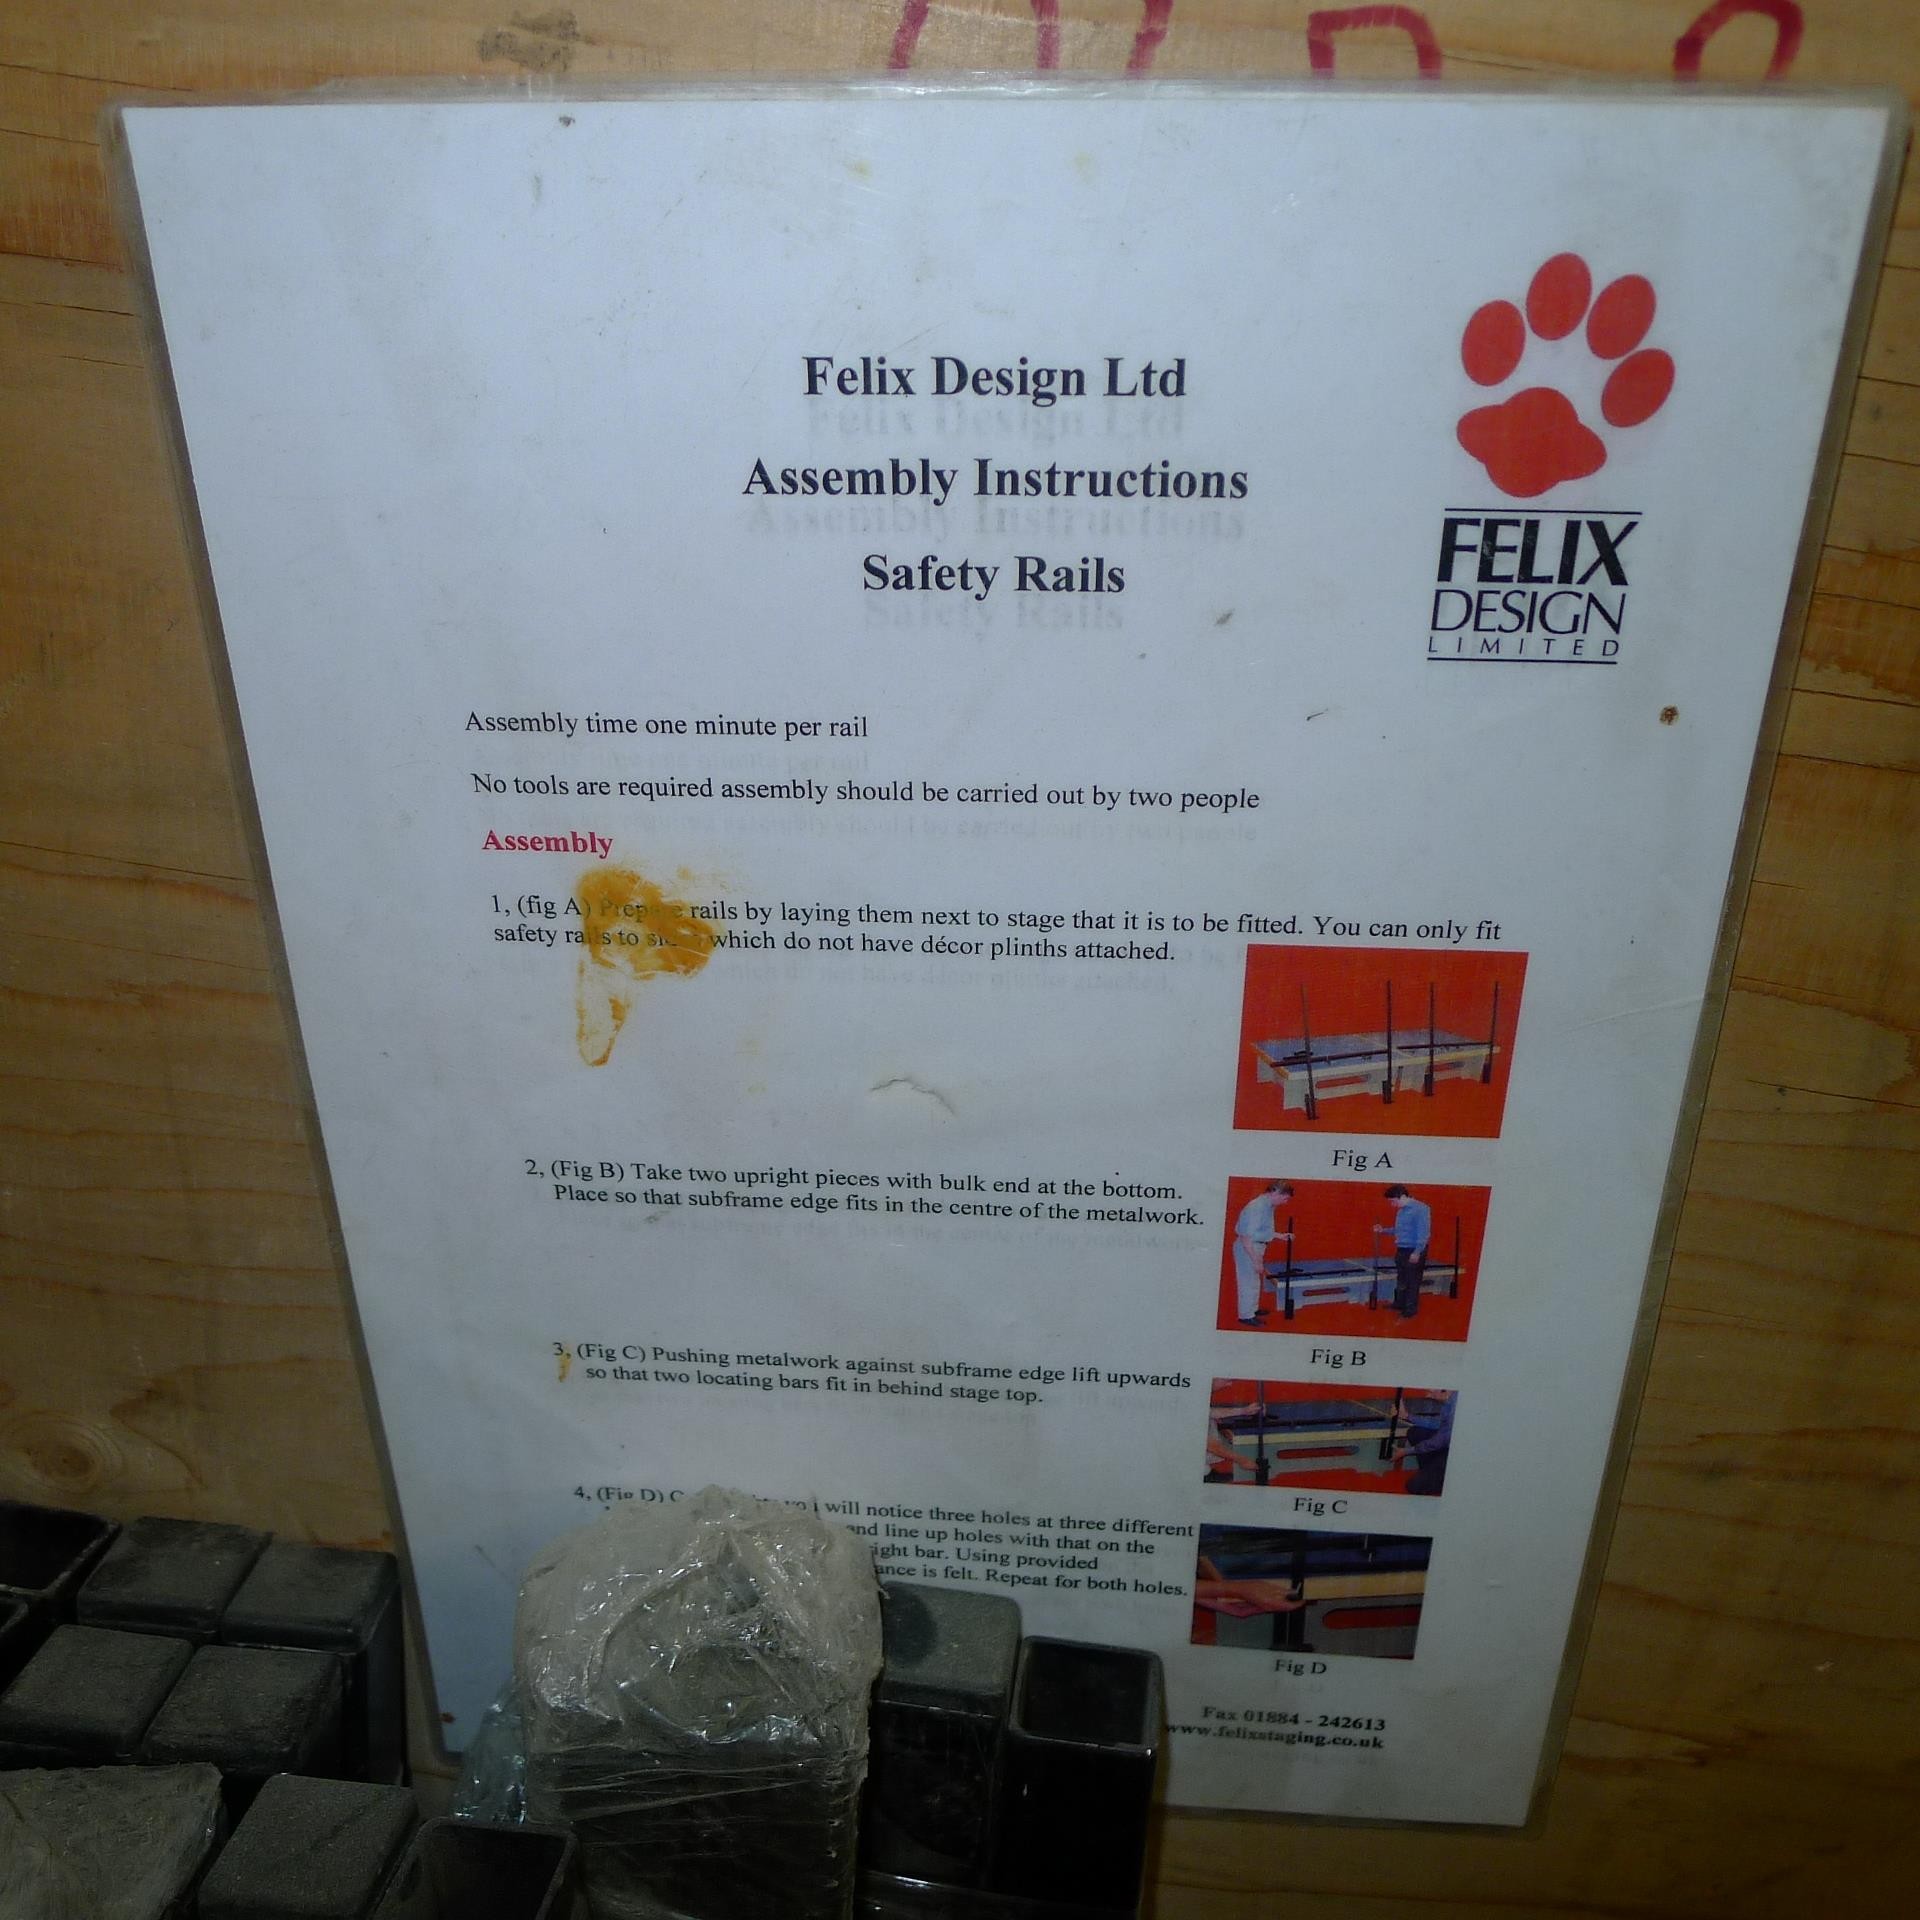 Felix Design Ltd
Assembly Instructions
Safety Rails
FELIX
DESIGN
LIMITED
Assembly time one minute per rail
No tools are required assembly should be carried out by two people
Assembly
1, (fig A) Prepare rails by laying them next to stage that it is to be fitted. You can only fit
safety rails to which do not have décor plinths attached.
Fig A
2, (Fig B) Take two upright pieces with bulk end at the bottom.
Place so that subframe edge fits in the centre of the metalwork.
Fig B
3, (Fig C) Pushing metalwork against subframe edge lift upwards
so that two locating bars fit in behind stage top.
Fig C
4, (Fig D) will notice three holes at three different
and line up holes with that on the
bar. Using provided
is felt. Repeat for both holes.
Fig D
Fax 01884 - 242613
www.felixstaging.co.uk